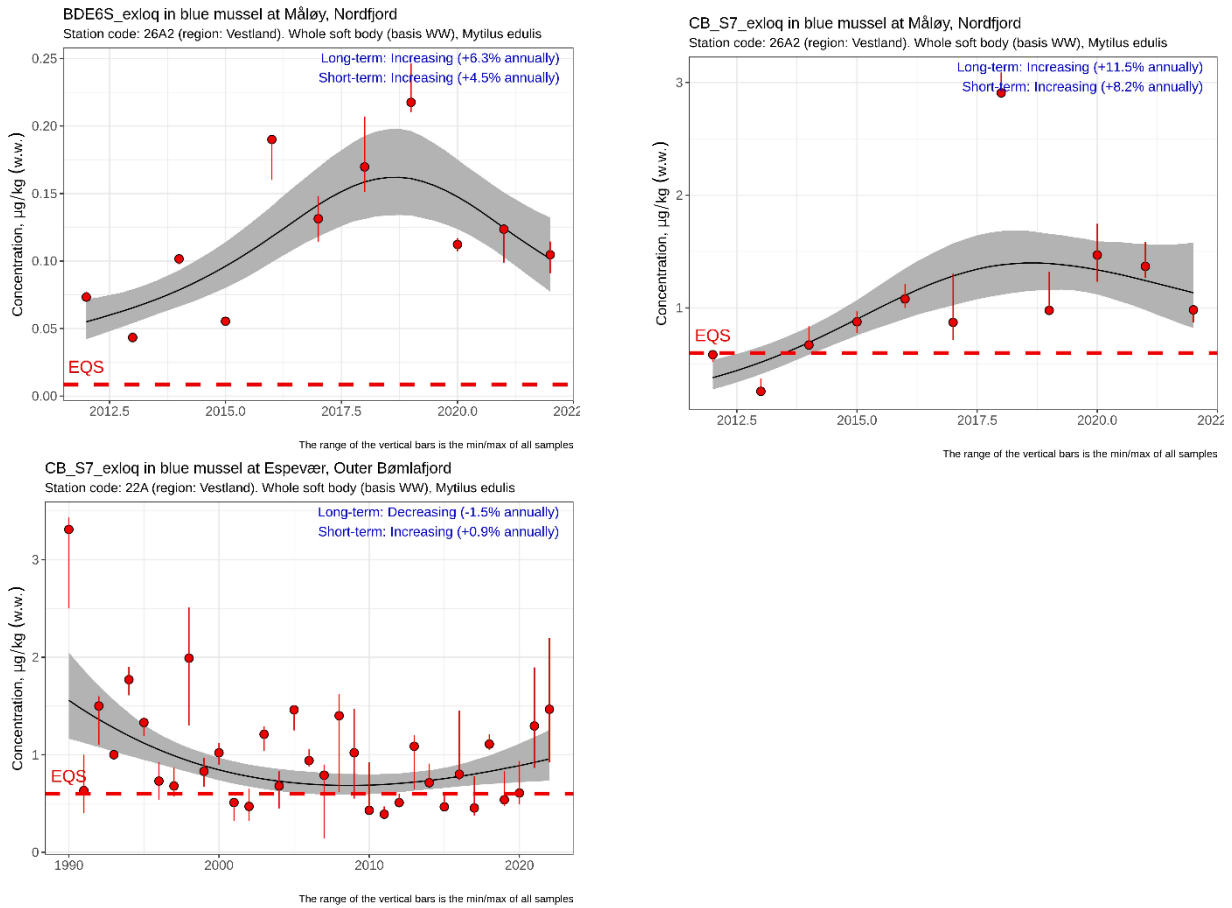 BDE6S_exloq in blue mussel at Måløy, Nordfjord
Station code: 26A2 (region: Vestland). Whole soft body (basis WW), Mytilus edulis
Long-term: Increasing (+6.3% annually)
Short-term: Increasing (+4.5% annually)
Concentration, µg/kg (w.w.)
0.25
0.20
0.15
0.10
0.05
0.00
EQS
2012.5
2015.0
2017.5
2020.0
2022
The range of the vertical bars is the min/max of all samples
CB_S7_exloq in blue mussel at Måløy, Nordfjord
Station code: 26A2 (region: Vestland). Whole soft body (basis WW), Mytilus edulis
Long-term: Increasing (+11.5% annually)
Short-term: Increasing (+8.2% annually)
Concentration, µg/kg (w.w.)
3
2
1
EQS
2012.5
2015.0
2017.5
2020.0
2022
The range of the vertical bars is the min/max of all samples
CB_S7_exloq in blue mussel at Espevær, Outer Bømlafjord
Station code: 22A (region: Vestland). Whole soft body (basis WW), Mytilus edulis
Long-term: Decreasing (-1.5% annually)
Short-term: Increasing (+0.9% annually)
Concentration, µg/kg (w.w.)
3
2
1
0
EQS
1990
2000
2010
2020
The range of the vertical bars is the min/max of all samples